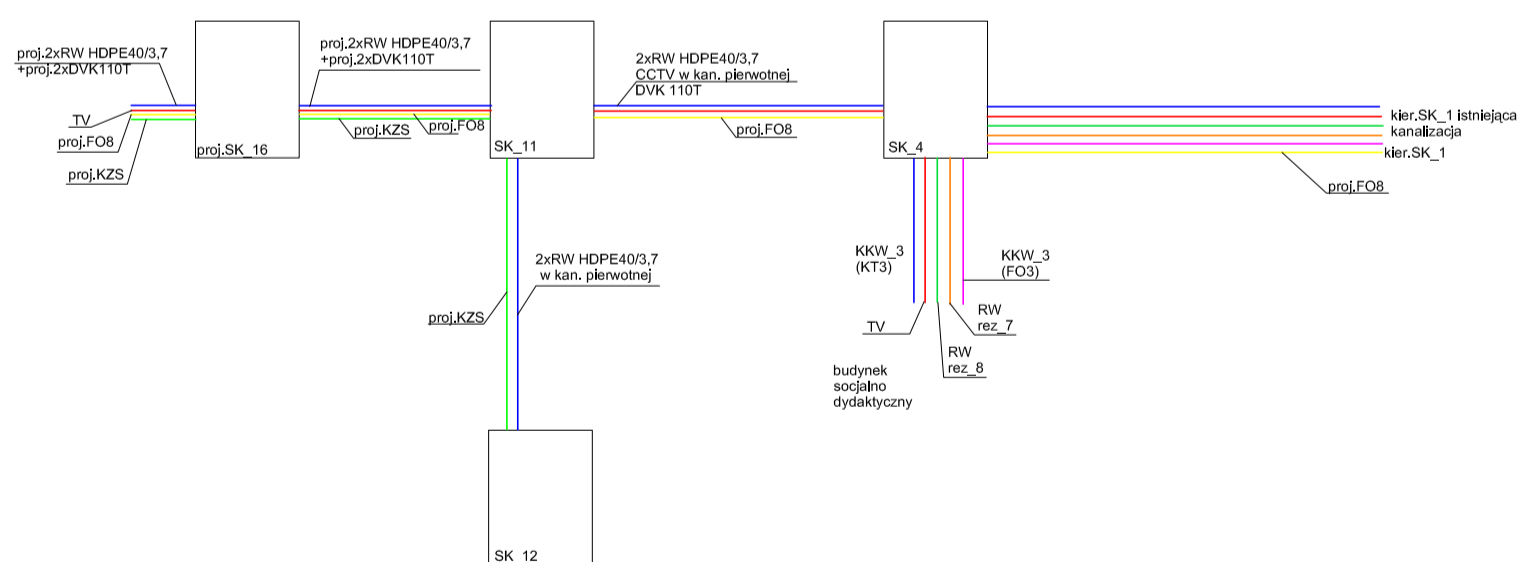 proj.2xRW HDPE40/3,7
+proj.2xDVK110T
TV
proj.FO8
proj.KZS
proj.SK_16
proj.2xRW HDPE40/3,7
+proj.2xDVK110T
proj.KZS
proj.FO8
SK_11
2xRW HDPE40/3,7
CCTV w kan. pierwotnej
DVK 110T
proj.FO8
SK_4
kier.SK_1 istniejąca
kanalizacja
kier.SK_1
proj.FO8
2xRW HDPE40/3,7
w kan. pierwotnej
proj.KZS
KKW_3
(KT3)
KKW_3
(FO3)
TV
RW
rez_7
RW
rez_8
budynek
socjalno
dydaktyczny
SK_12